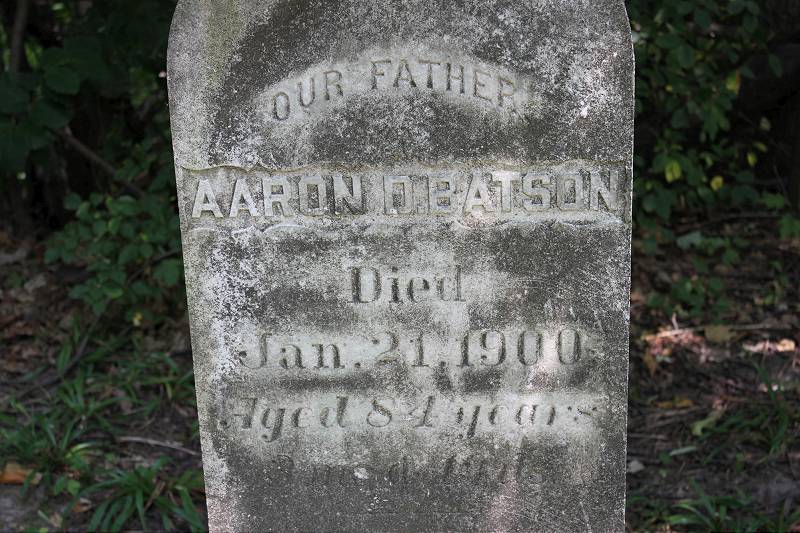 OUR FATHER
AARON D. BATSON
Died
Jan. 21, 1900
Aged 84 years